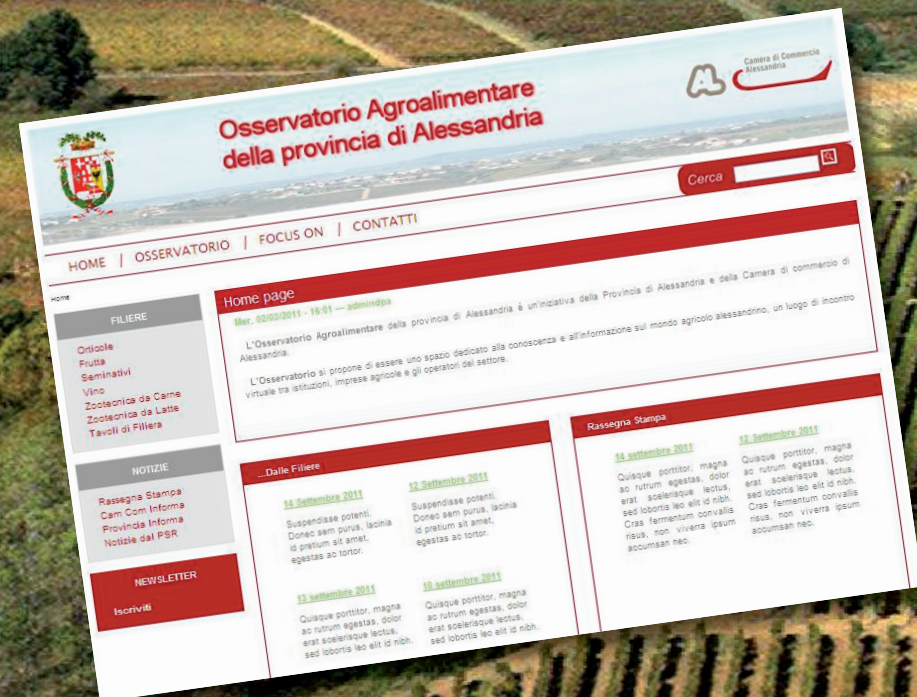 Osservatorio Agroalimentare
della provincia di Alessandria
Camera di Commercio
Alessandria
Cerca
HOME | OSSERVATORIO | FOCUS ON | CONTATTI
Home
FILIERE
Orticole
Frutta
Seminativi
Vino
Zootecnica da Carne
Zootecnica da Latte
Tavoli di Filiera
NOTIZIE
Rassegna Stampa
Cam Com Informa
Provincia Informa
Notizie dal PSR
NEWSLETTER
Iscriviti
Home page
Mer, 02/03/2011 - 16:01 — admindpa
L'Osservatorio Agroalimentare della provincia di Alessandria è un'iniziativa della Provincia di Alessandria e della Camera di commercio di
Alessandria.
L'Osservatorio si propone di essere uno spazio dedicato alla conoscenza e all'informazione sul mondo agricolo alessandrino, un luogo di incontro
virtuale tra istituzioni, imprese agricole e gli operatori del settore.
...Dalle Filiere
14 Settembre 2011
Suspendisse potenti.
Donec sem purus, lacinia
id pretium sit amet,
egestas ac tortor.
12 Settembre 2011
Suspendisse potenti.
Donec sem purus, lacinia
id pretium sit amet,
egestas ac tortor.
13 settembre 2011
Quisque porttitor, magna
ac rutrum egestas, dolor
erat scelerisque lectus,
sed lobortis leo elit id nibh.
10 settembre 2011
Quisque porttitor, magna
ac rutrum egestas, dolor
erat scelerisque lectus,
sed lobortis leo elit id nibh.
Rassegna Stampa
14 settembre 2011
Quisque porttitor, magna
ac rutrum egestas, dolor
erat scelerisque lectus,
sed lobortis leo elit id nibh.
Cras fermentum convallis
risus, non viverra ipsum
accumsan nec.
12 Settembre 2011
Quisque porttitor, magna
ac rutrum egestas, dolor
erat scelerisque lectus,
sed lobortis leo elit id nibh.
Cras fermentum convallis
risus, non viverra ipsum
accumsan nec.